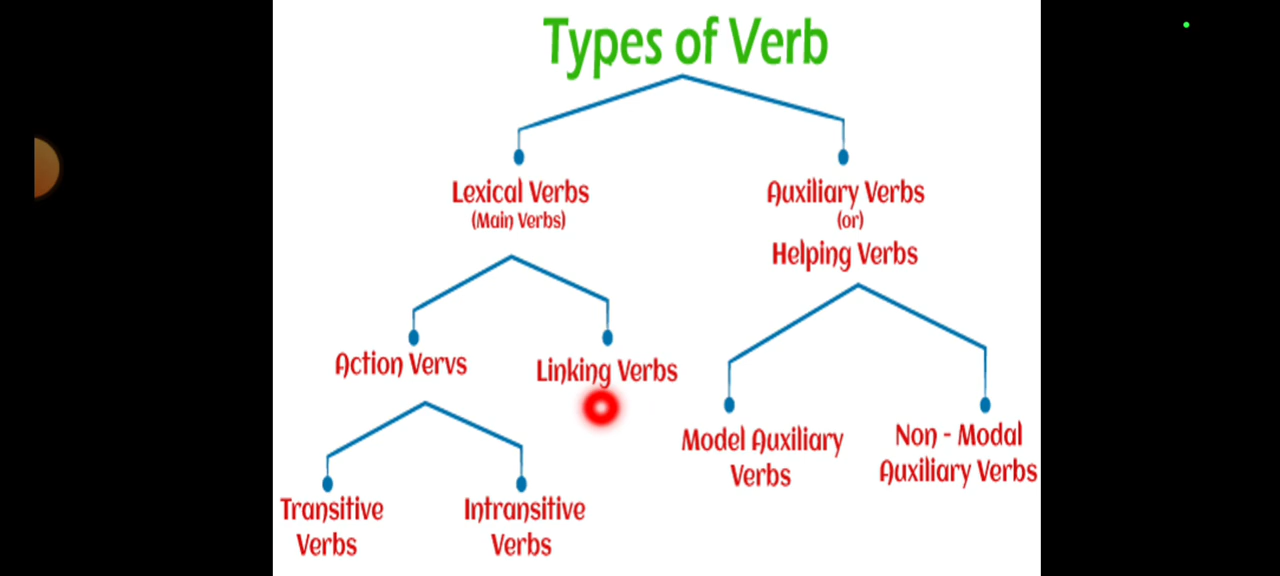 Types of Verb
Lexical Verbs
(Main Verbs)
Auxiliary Verbs
(or)
Helping Verbs
Action Vervs
Linking Verbs
Model Auxiliary
Verbs
Non - Modal
Auxiliary Verbs
Transitive
Verbs
Intransitive
Verbs